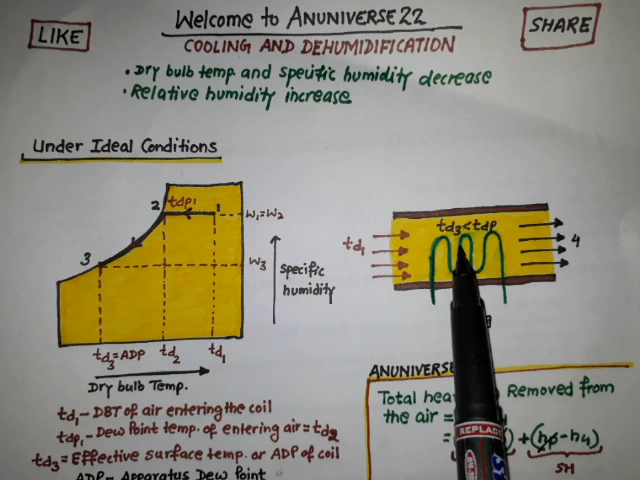 LIKE
Welcome to ANUNIVERSE 22
SHARE
COOLING AND DEHUMIDIFICATION
• Dry bulb temp. and specific humidity decrease
• Relative humidity increase
Under Ideal Conditions
2 tdp1 1
W1=W2
3
W3
specific
humidity
td3=ADP td2 td1
Dry bulb Temp.
td1 td3<tdp 4
td1 - DBT of air entering the coil
tdp1 - Dew Point temp. of entering air = td2
td3 = Effective surface temp. or ADP of coil
ADP - Apparatus Dew Point
ANUNIVERSE
Total Removed from
the air =
= + (h - h4)
SH
REPLACE